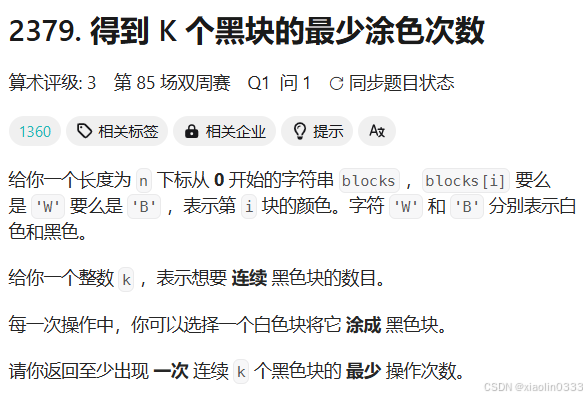 2379. 得到 K 个黑块的最少涂色次数
算术评级: 3 第 85 场双周赛 Q1 问 1 同步题目状态
1360 相关标签 相关企业 提示
给你一个长度为 n 下标从 0 开始的字符串 blocks ，blocks[i] 要么
是 'W' 要么是 'B' ，表示第 i 块的颜色。字符 'W' 和 'B' 分别表示白
色和黑色。
给你一个整数 k ，表示想要 连续 黑色块的数目。
每一次操作中，你可以选择一个白色块将它 涂成 黑色块。
请你返回至少出现 一次 连续 k 个黑色块的 最少 操作次数。
CSDN @xiaolin0333